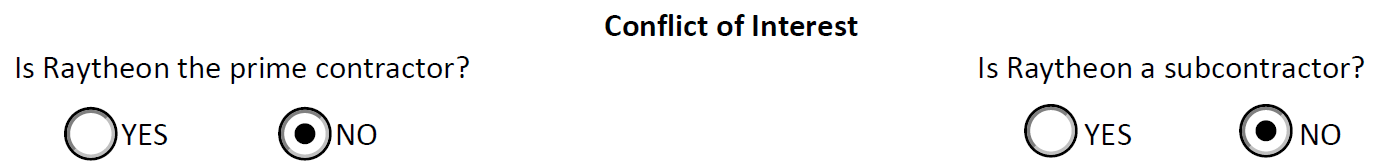 Conflict of Interest
Is Raytheon the prime contractor?
YES NO
Is Raytheon a subcontractor?
YES NO